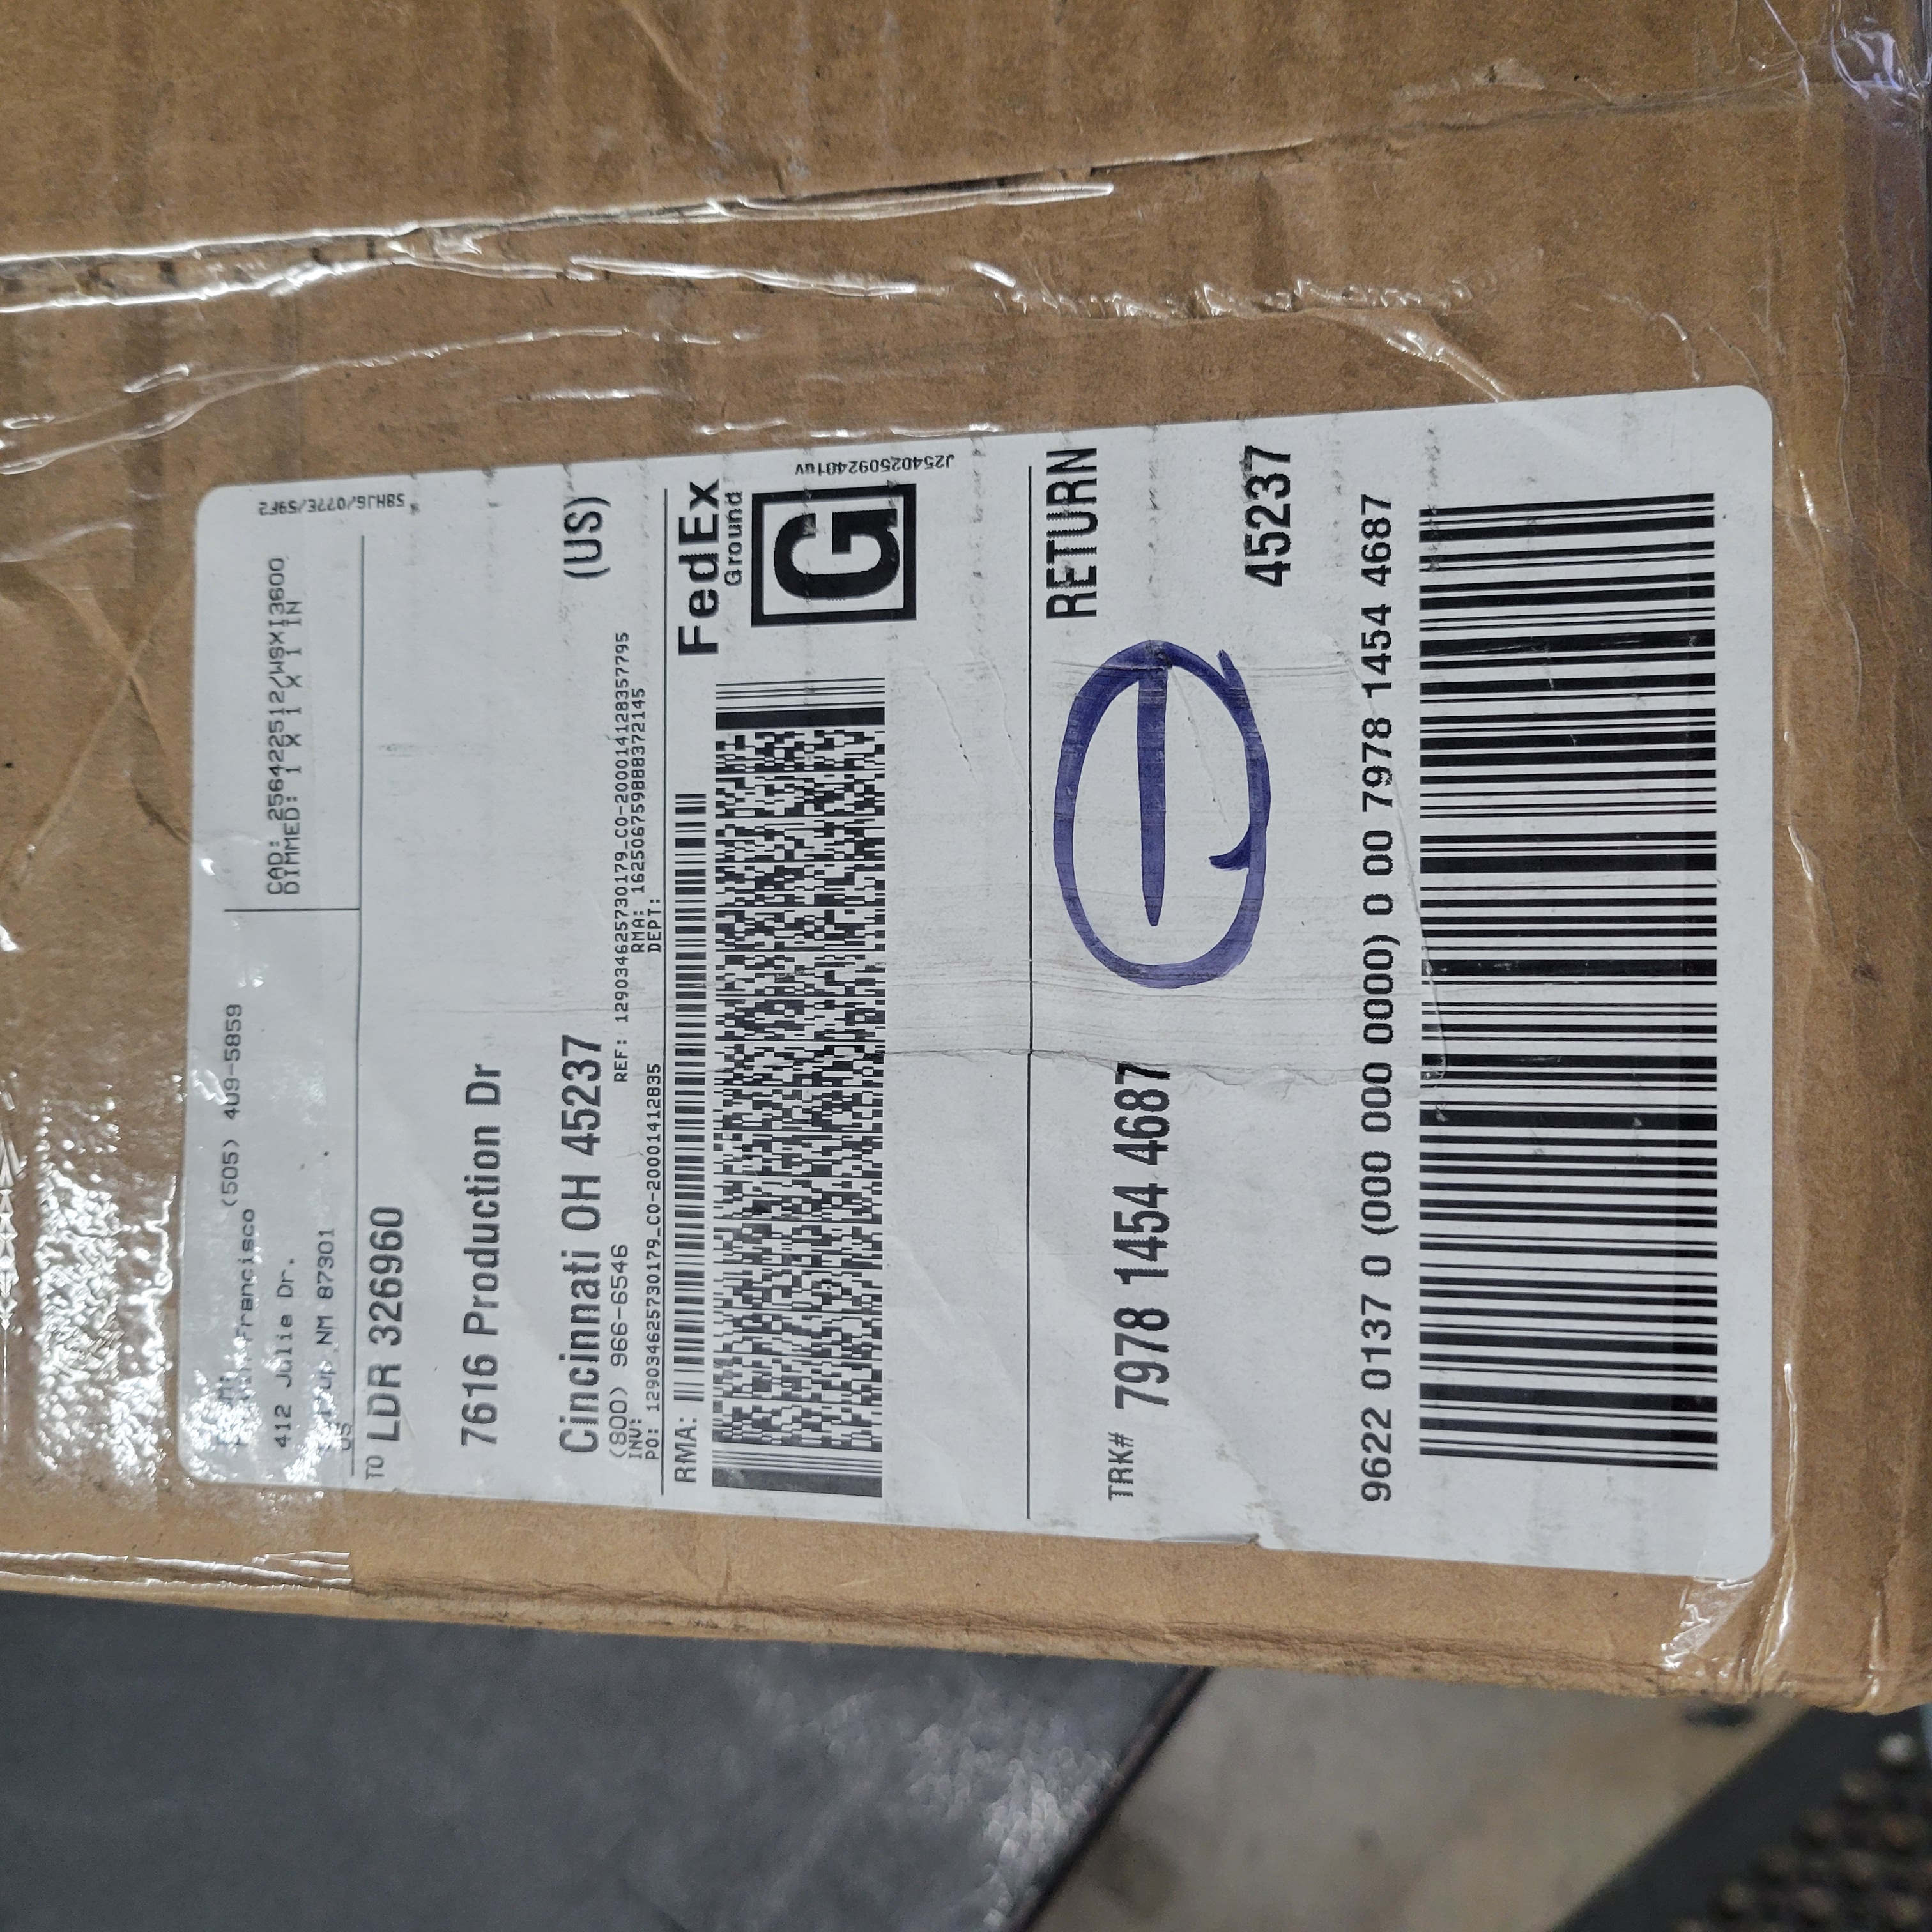 Francisco (505) 409-5859
412 Julie Dr.
NM 87301
US
CAD: 256422512/WSXI3600
DIMMED: 1 X 1 X 1 IN
58HJ6/077E/59F2
TO LDR 326960
7616 Production Dr
Cincinnati OH 45237 (US)
(800) 966-6546
REF: 129034625730179_CO-200014128357795
INV:
RMA: 162506759888372145
PO: 129034625730179_CO-20001412835
DEPT:
RMA:
FedEx
Ground
G
J254025092401uv
RETURN
TRK# 7978 1454 4687
45237
9622 0137 0 (000 000 0000) 0 00 7978 1454 4687